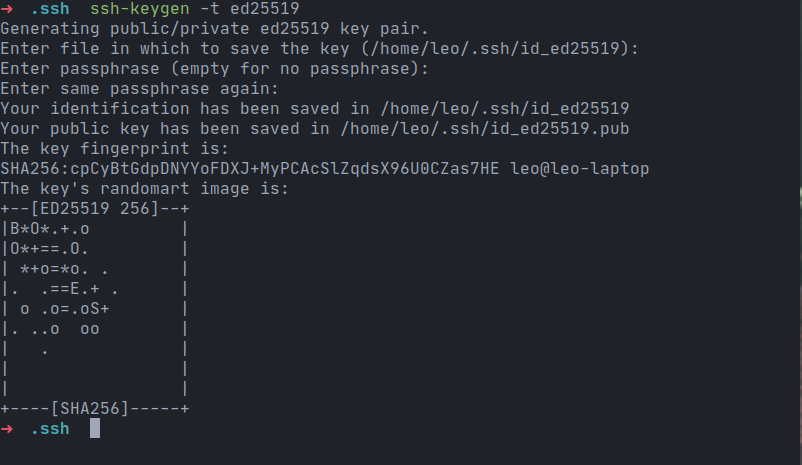 ➜  .ssh  ssh-keygen -t ed25519
Generating public/private ed25519 key pair.
Enter file in which to save the key (/home/leo/.ssh/id_ed25519):
Enter passphrase (empty for no passphrase):
Enter same passphrase again:
Your identification has been saved in /home/leo/.ssh/id_ed25519
Your public key has been saved in /home/leo/.ssh/id_ed25519.pub
The key fingerprint is:
SHA256:cpCyBtGdpDNYYoFDXJ+MyPCAcSlZqdsX96U0CZas7HE leo@leo-laptop
The key's randomart image is:
+--[ED25519 256]--+
|B*O*.+.o         |
|O*+==.O.         |
| *+o=*o. .       |
|.  .==E.+ .      |
| o .o=.oS+       |
|. ..o  oo        |
|   .             |
|                 |
|                 |
+----[SHA256]-----+
➜  .ssh